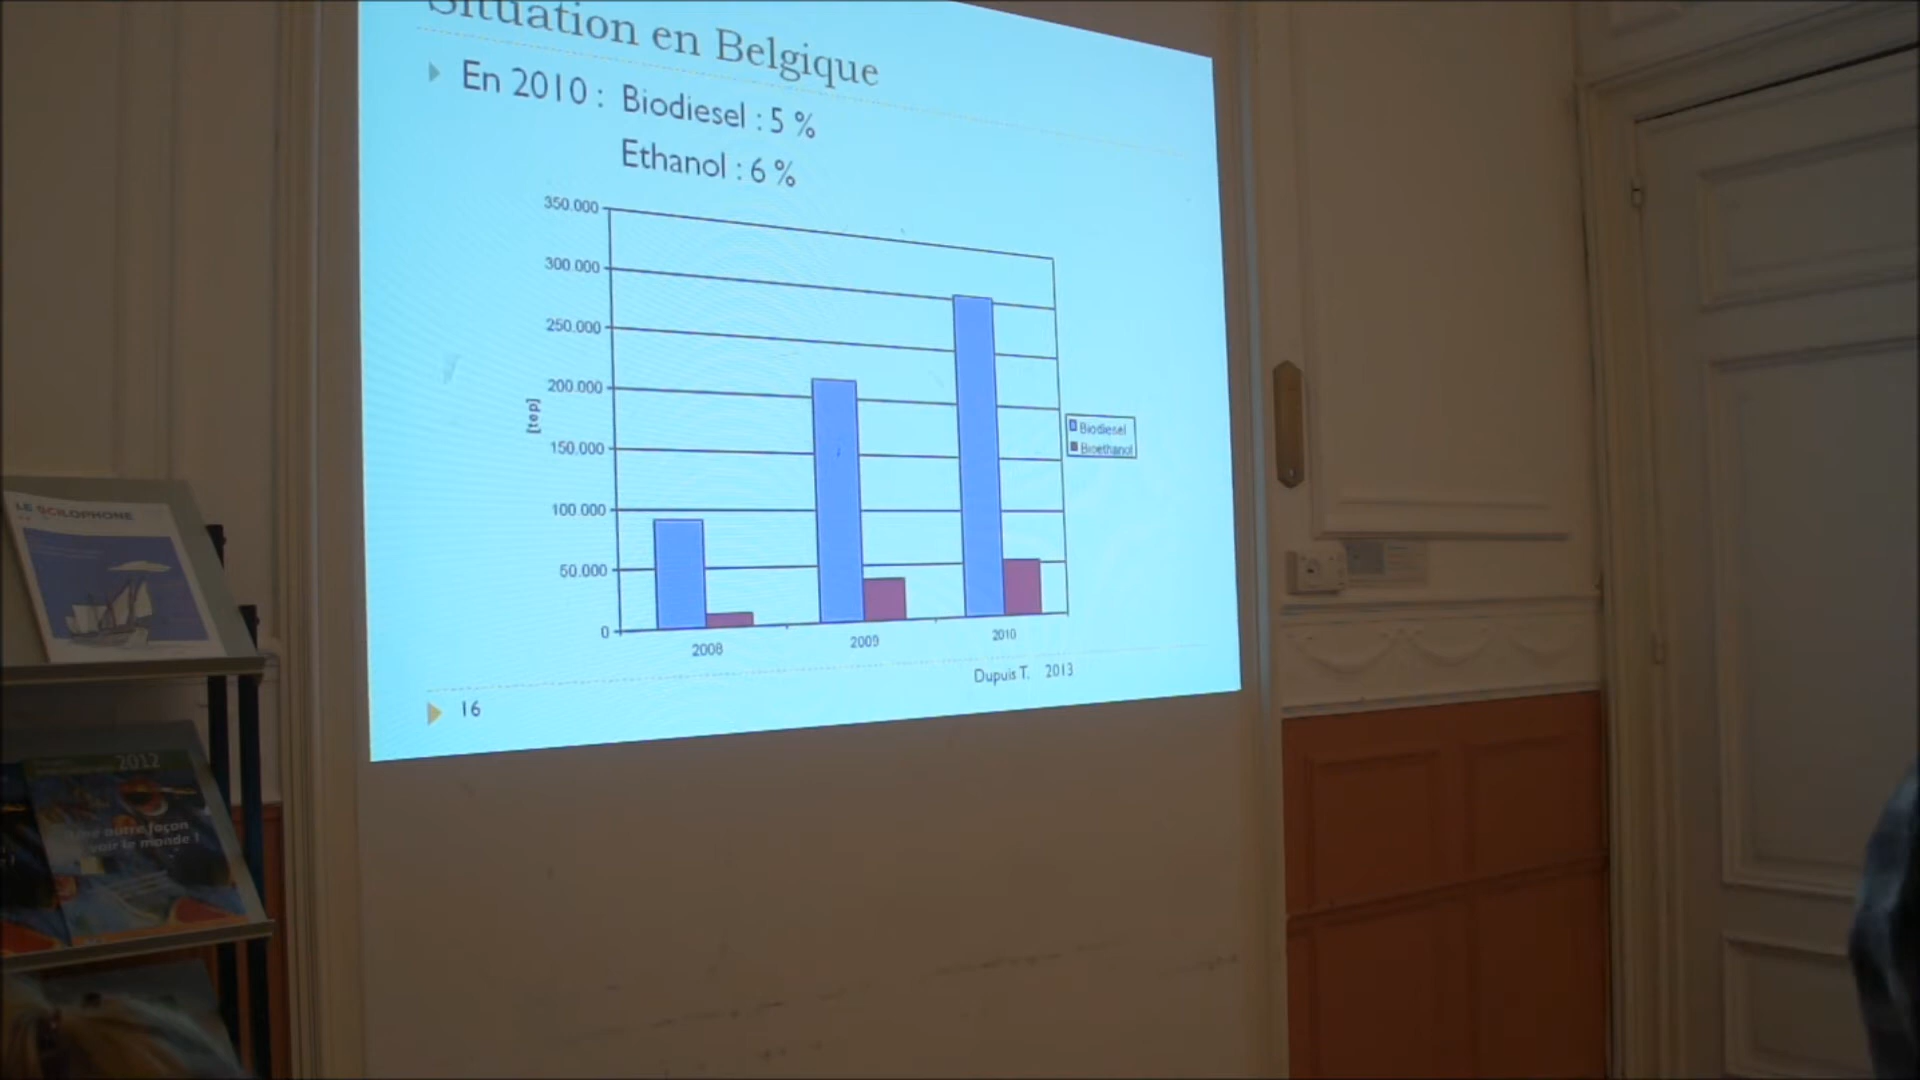 Situation en Belgique
En 2010 : Biodiesel : 5 %
Ethanol : 6 %
350.000
300.000
250.000
200.000
150.000
100.000
50.000
0
[tep]
2008
2009
2010
Biodiesel
Bioethanol
Dupuis T. 2013
16
LE SCILOPHONE
2012
autre façon
voir le monde !